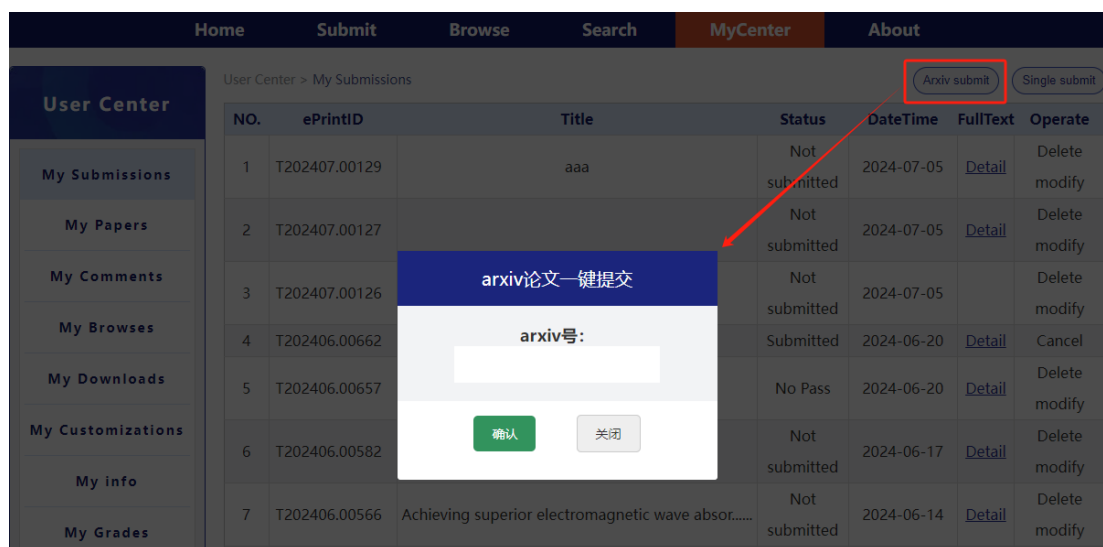 Home Submit Browse Search MyCenter About
User Center > My Submissions Arxiv submit Single submit
User Center
My Submissions
My Papers
My Comments
My Browses
My Downloads
My Customizations
My info
My Grades
NO. ePrintID Title Status DateTime FullText Operate
1 T202407.00129 aaa Not submitted 2024-07-05 Detail Delete modify
2 T202407.00127 Not submitted 2024-07-05 Detail Delete modify
3 T202407.00126 Not submitted 2024-07-05 Delete modify
4 T202406.00662 Submitted 2024-06-20 Detail Cancel
5 T202406.00657 No Pass 2024-06-20 Detail Delete modify
6 T202406.00582 Not submitted 2024-06-17 Detail Delete modify
7 T202406.00566 Achieving superior electromagnetic wave absor...... Not submitted 2024-06-14 Detail Delete modify
arxiv论文一键提交
arxiv号：
确认 关闭